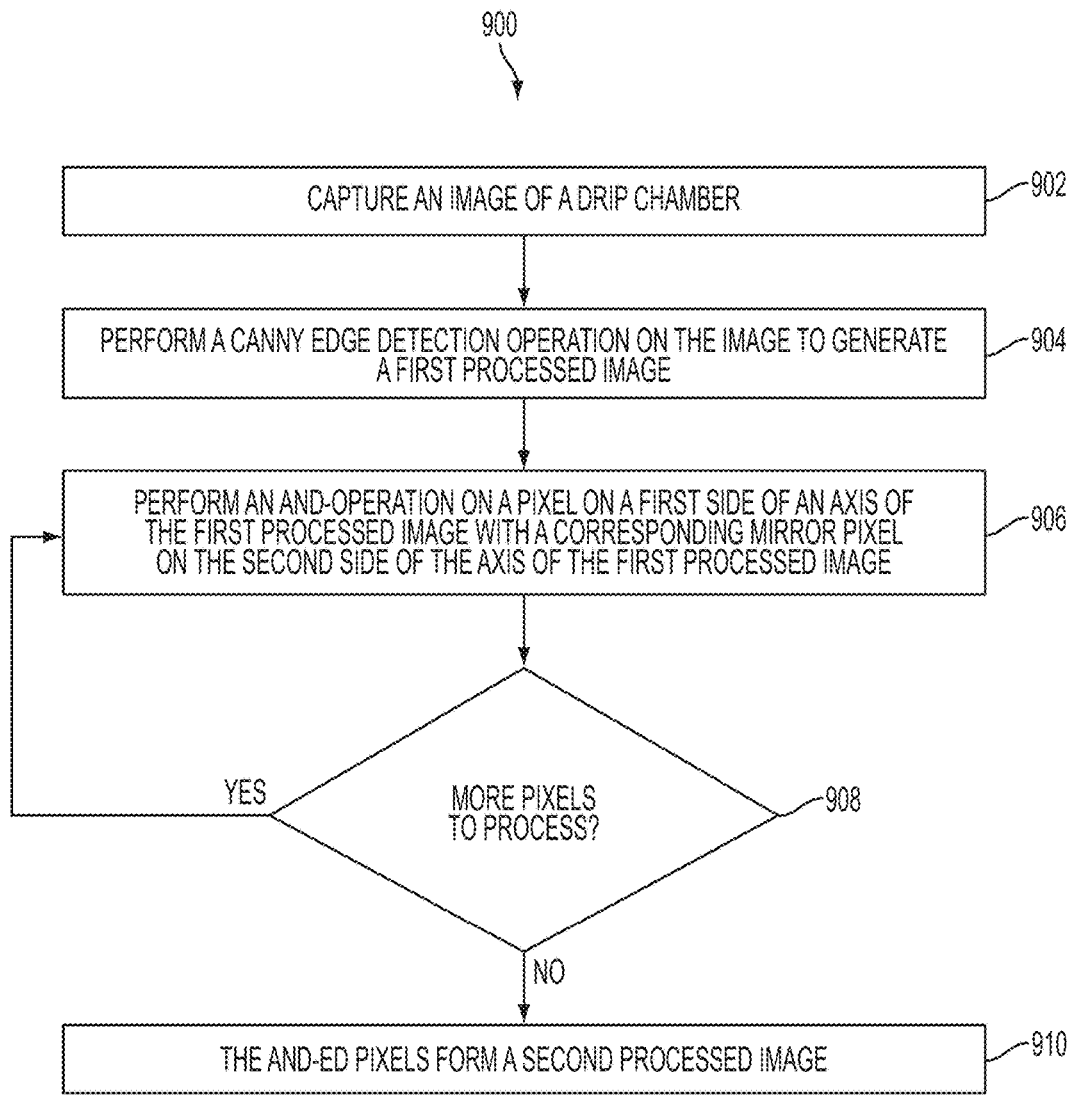 900
CAPTURE AN IMAGE OF A DRIP CHAMBER
902
PERFORM A CANNY EDGE DETECTION OPERATION ON THE IMAGE TO GENERATE
A FIRST PROCESSED IMAGE
904
PERFORM AN AND-OPERATION ON A PIXEL ON A FIRST SIDE OF AN AXIS OF
THE FIRST PROCESSED IMAGE WITH A CORRESPONDING MIRROR PIXEL
ON THE SECOND SIDE OF THE AXIS OF THE FIRST PROCESSED IMAGE
906
YES
MORE PIXELS
TO PROCESS?
908
NO
THE AND-ED PIXELS FORM A SECOND PROCESSED IMAGE
910